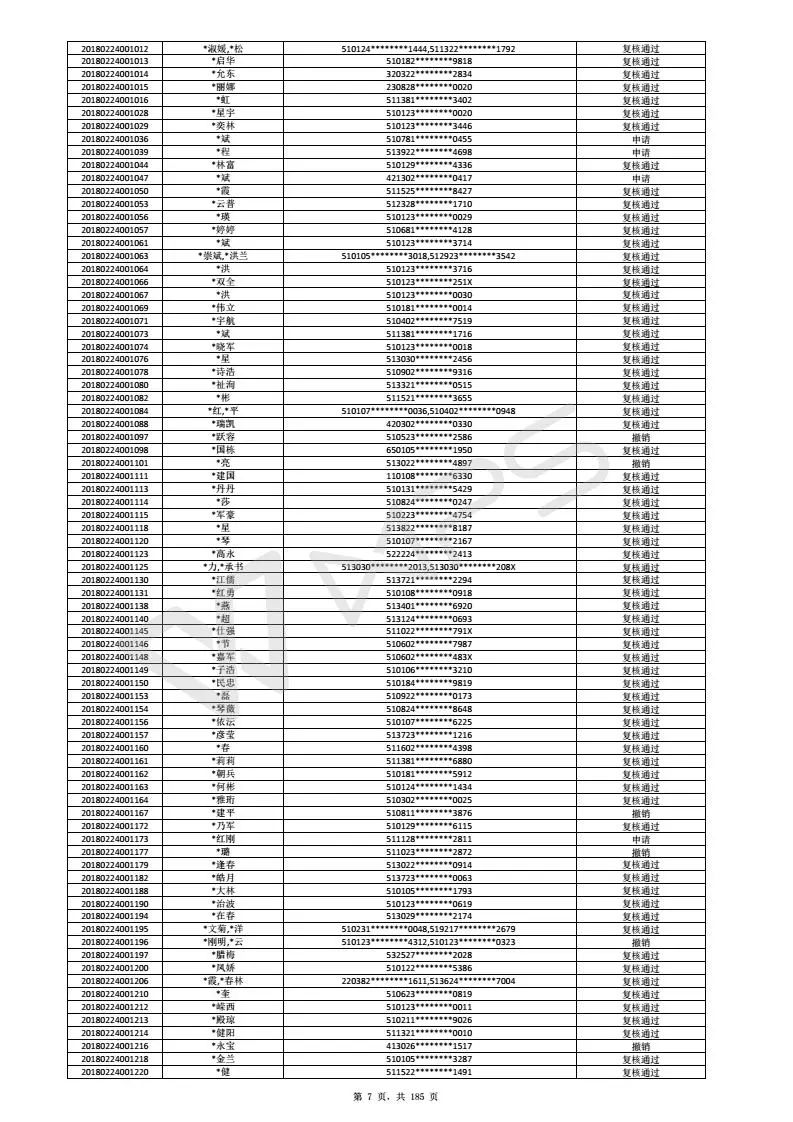 20180224001012 *淑媛,*松 510124********1444,511322********1792 复核通过
20180224001013 *启华 510182********9818 复核通过
20180224001014 *允东 320322********2834 复核通过
20180224001015 *丽娜 230828********0020 复核通过
20180224001016 *虹 511381********3402 复核通过
20180224001028 *星宇 510123********0020 复核通过
20180224001029 *奕林 510123********3446 复核通过
20180224001036 *斌 510781********0455 申请
20180224001039 *程 513922********4698 申请
20180224001044 *林富 510129********4336 复核通过
20180224001047 *斌 421302********0417 申请
20180224001050 *霞 511525********8427 复核通过
20180224001053 *云普 512328********1710 复核通过
20180224001056 *瑛 510123********0029 复核通过
20180224001057 *婷婷 510681********4128 复核通过
20180224001061 *斌 510123********3714 复核通过
20180224001063 *崇斌,*洪兰 510105********3018,512923********3542 复核通过
20180224001064 *洪 510123********3716 复核通过
20180224001066 *双全 510123********251X 复核通过
20180224001067 *洪 510123********0030 复核通过
20180224001069 *伟立 510181********0014 复核通过
20180224001071 *宇航 510402********7519 复核通过
20180224001073 *斌 511381********1716 复核通过
20180224001074 *晓军 510123********0018 复核通过
20180224001076 *星 513030********2456 复核通过
20180224001078 *诗浩 510902********9316 复核通过
20180224001080 *祉洵 513321********0515 复核通过
20180224001082 *彬 511521********3655 复核通过
20180224001084 *红,*平 510107********0036,510402********0948 复核通过
20180224001088 *瑞凯 420302********0330 复核通过
20180224001097 *跃容 510523********2586 撤销
20180224001098 *国栋 650105********1950 复核通过
20180224001101 *亮 513022********4897 撤销
20180224001111 *建国 110108********6330 复核通过
20180224001113 *丹丹 510131********5429 复核通过
20180224001114 *莎 510824********0247 复核通过
20180224001115 *军豪 510223********4754 复核通过
20180224001118 *星 513822********8187 复核通过
20180224001120 *琴 510107********2167 复核通过
20180224001123 *高永 522224********2413 复核通过
20180224001125 *力,*承书 513030********2013,513030********208X 复核通过
20180224001130 *江儒 513721********2294 复核通过
20180224001131 *红勇 510108********0918 复核通过
20180224001138 *燕 513401********6920 复核通过
20180224001140 *超 513124********0693 复核通过
20180224001145 *仕强 511022********791X 复核通过
20180224001146 *节 510602********7987 复核通过
20180224001148 *嘉军 510602********483X 复核通过
20180224001149 *子浩 510106********3210 复核通过
20180224001150 *民忠 510184********9819 复核通过
20180224001153 *磊 510922********0173 复核通过
20180224001154 *琴薇 510824********8648 复核通过
20180224001156 *依沄 510107********6225 复核通过
20180224001157 *彦莹 513723********1216 复核通过
20180224001160 *春 511602********4398 复核通过
20180224001161 *莉莉 511381********6880 复核通过
20180224001162 *朝兵 510181********5912 复核通过
20180224001163 *何彬 510124********1434 复核通过
20180224001164 *雅珩 510302********0025 复核通过
20180224001167 *建平 510811********3876 撤销
20180224001172 *乃军 510129********6115 复核通过
20180224001173 *红刚 511128********2811 申请
20180224001177 *璐 511023********2872 撤销
20180224001179 *逢春 513022********0914 复核通过
20180224001182 *皓月 513723********0063 复核通过
20180224001188 *大林 510105********1793 复核通过
20180224001190 *治波 510123********0619 复核通过
20180224001194 *在春 513029********2174 复核通过
20180224001195 *文菊,*洋 510231********0048,519217********2679 复核通过
20180224001196 *刚明,*云 510123********4312,510123********0323 撤销
20180224001197 *腊梅 532527********2028 复核通过
20180224001200 *凤娇 510122********5386 复核通过
20180224001206 *霞,*春林 220382********1611,513624********7004 复核通过
20180224001210 *奎 510623********0819 复核通过
20180224001212 *嵘西 510123********0011 复核通过
20180224001213 *殿琼 510211********9026 复核通过
20180224001214 *健阳 511321********0010 复核通过
20180224001216 *永宝 413026********1517 撤销
20180224001218 *金兰 510105********3287 复核通过
20180224001220 *健 511522********1491 复核通过
第 7 页，共 185 页